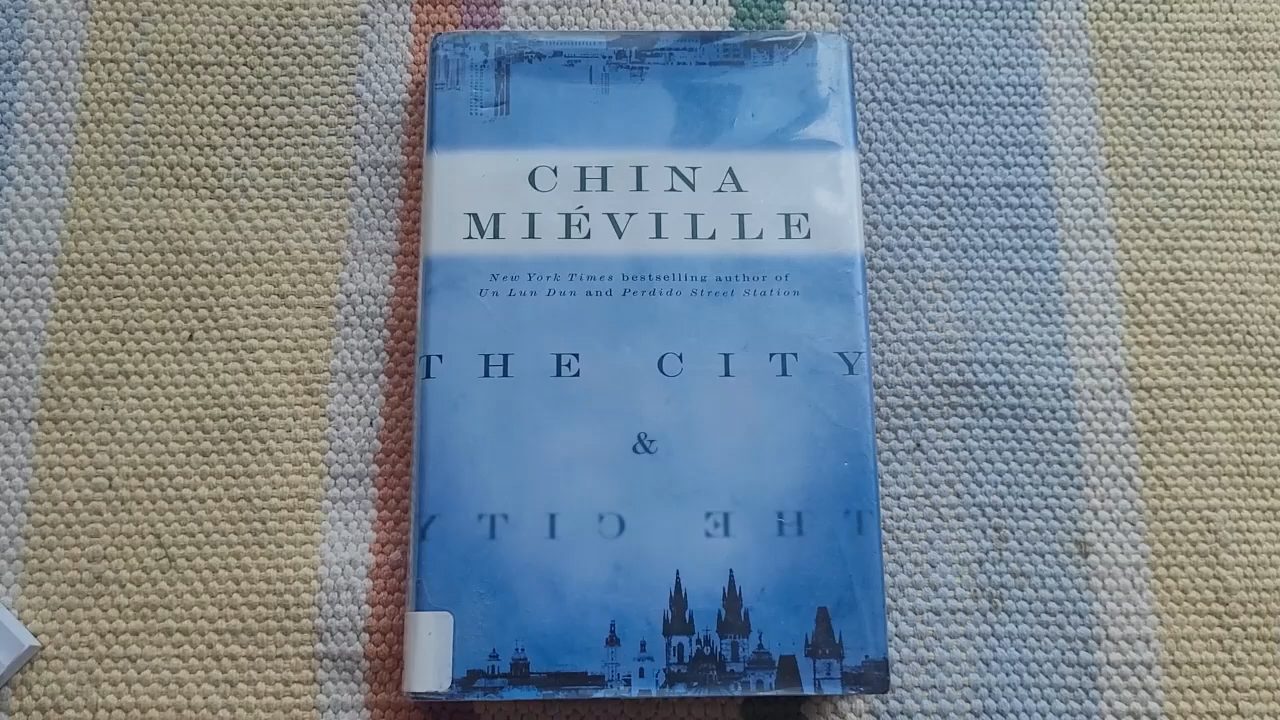 CHINA
MIÉVILLE
New York Times bestselling author of
Un Lun Dun and Perdido Street Station
THE CITY
&
THE CITY